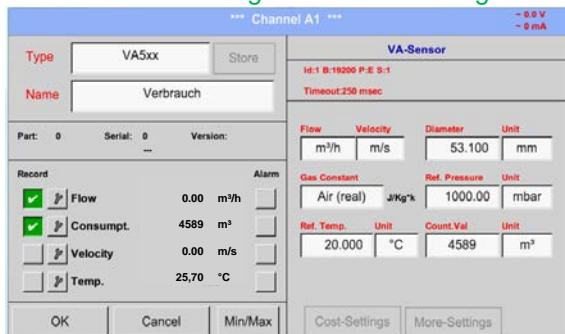 *** Channel A1 ***
~ 0.0 V
~ 0 mA
Type
VA5xx
Store
Name
Verbrauch
Part: 0 Serial: 0 Version:
---
Record
Alarm
Flow 0.00 m³/h
Consumpt. 4589 m³
Velocity 0.00 m/s
Temp. 25,70 °C
OK
Cancel
Min/Max
VA-Sensor
Id:1 B:19200 P:E S:1
Timeout:250 msec
Flow Velocity Diameter Unit
m³/h m/s 53.100 mm
Gas Constant Ref. Pressure Unit
Air (real) J/Kg*k 1000.00 mbar
Ref. Temp. Unit Count.Val Unit
20.000 °C 4589 m³
Cost-Settings
More-Settings